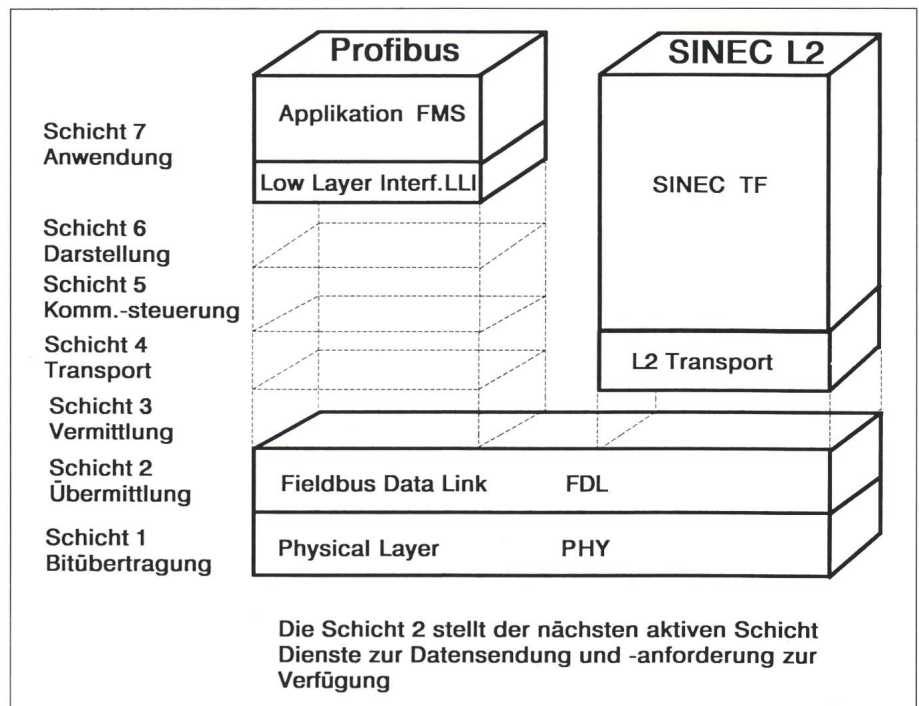 Profibus
SINEC L2
Schicht 7
Anwendung
Applikation FMS
Low Layer Interf.LLI
SINEC TF
Schicht 6
Darstellung
Schicht 5
Komm.-steuerung
Schicht 4
Transport
L2 Transport
Schicht 3
Vermittlung
Schicht 2
Übermittlung
Fieldbus Data Link FDL
Schicht 1
Bitübertragung
Physical Layer PHY
Die Schicht 2 stellt der nächsten aktiven Schicht
Dienste zur Datensendung und -anforderung zur
Verfügung